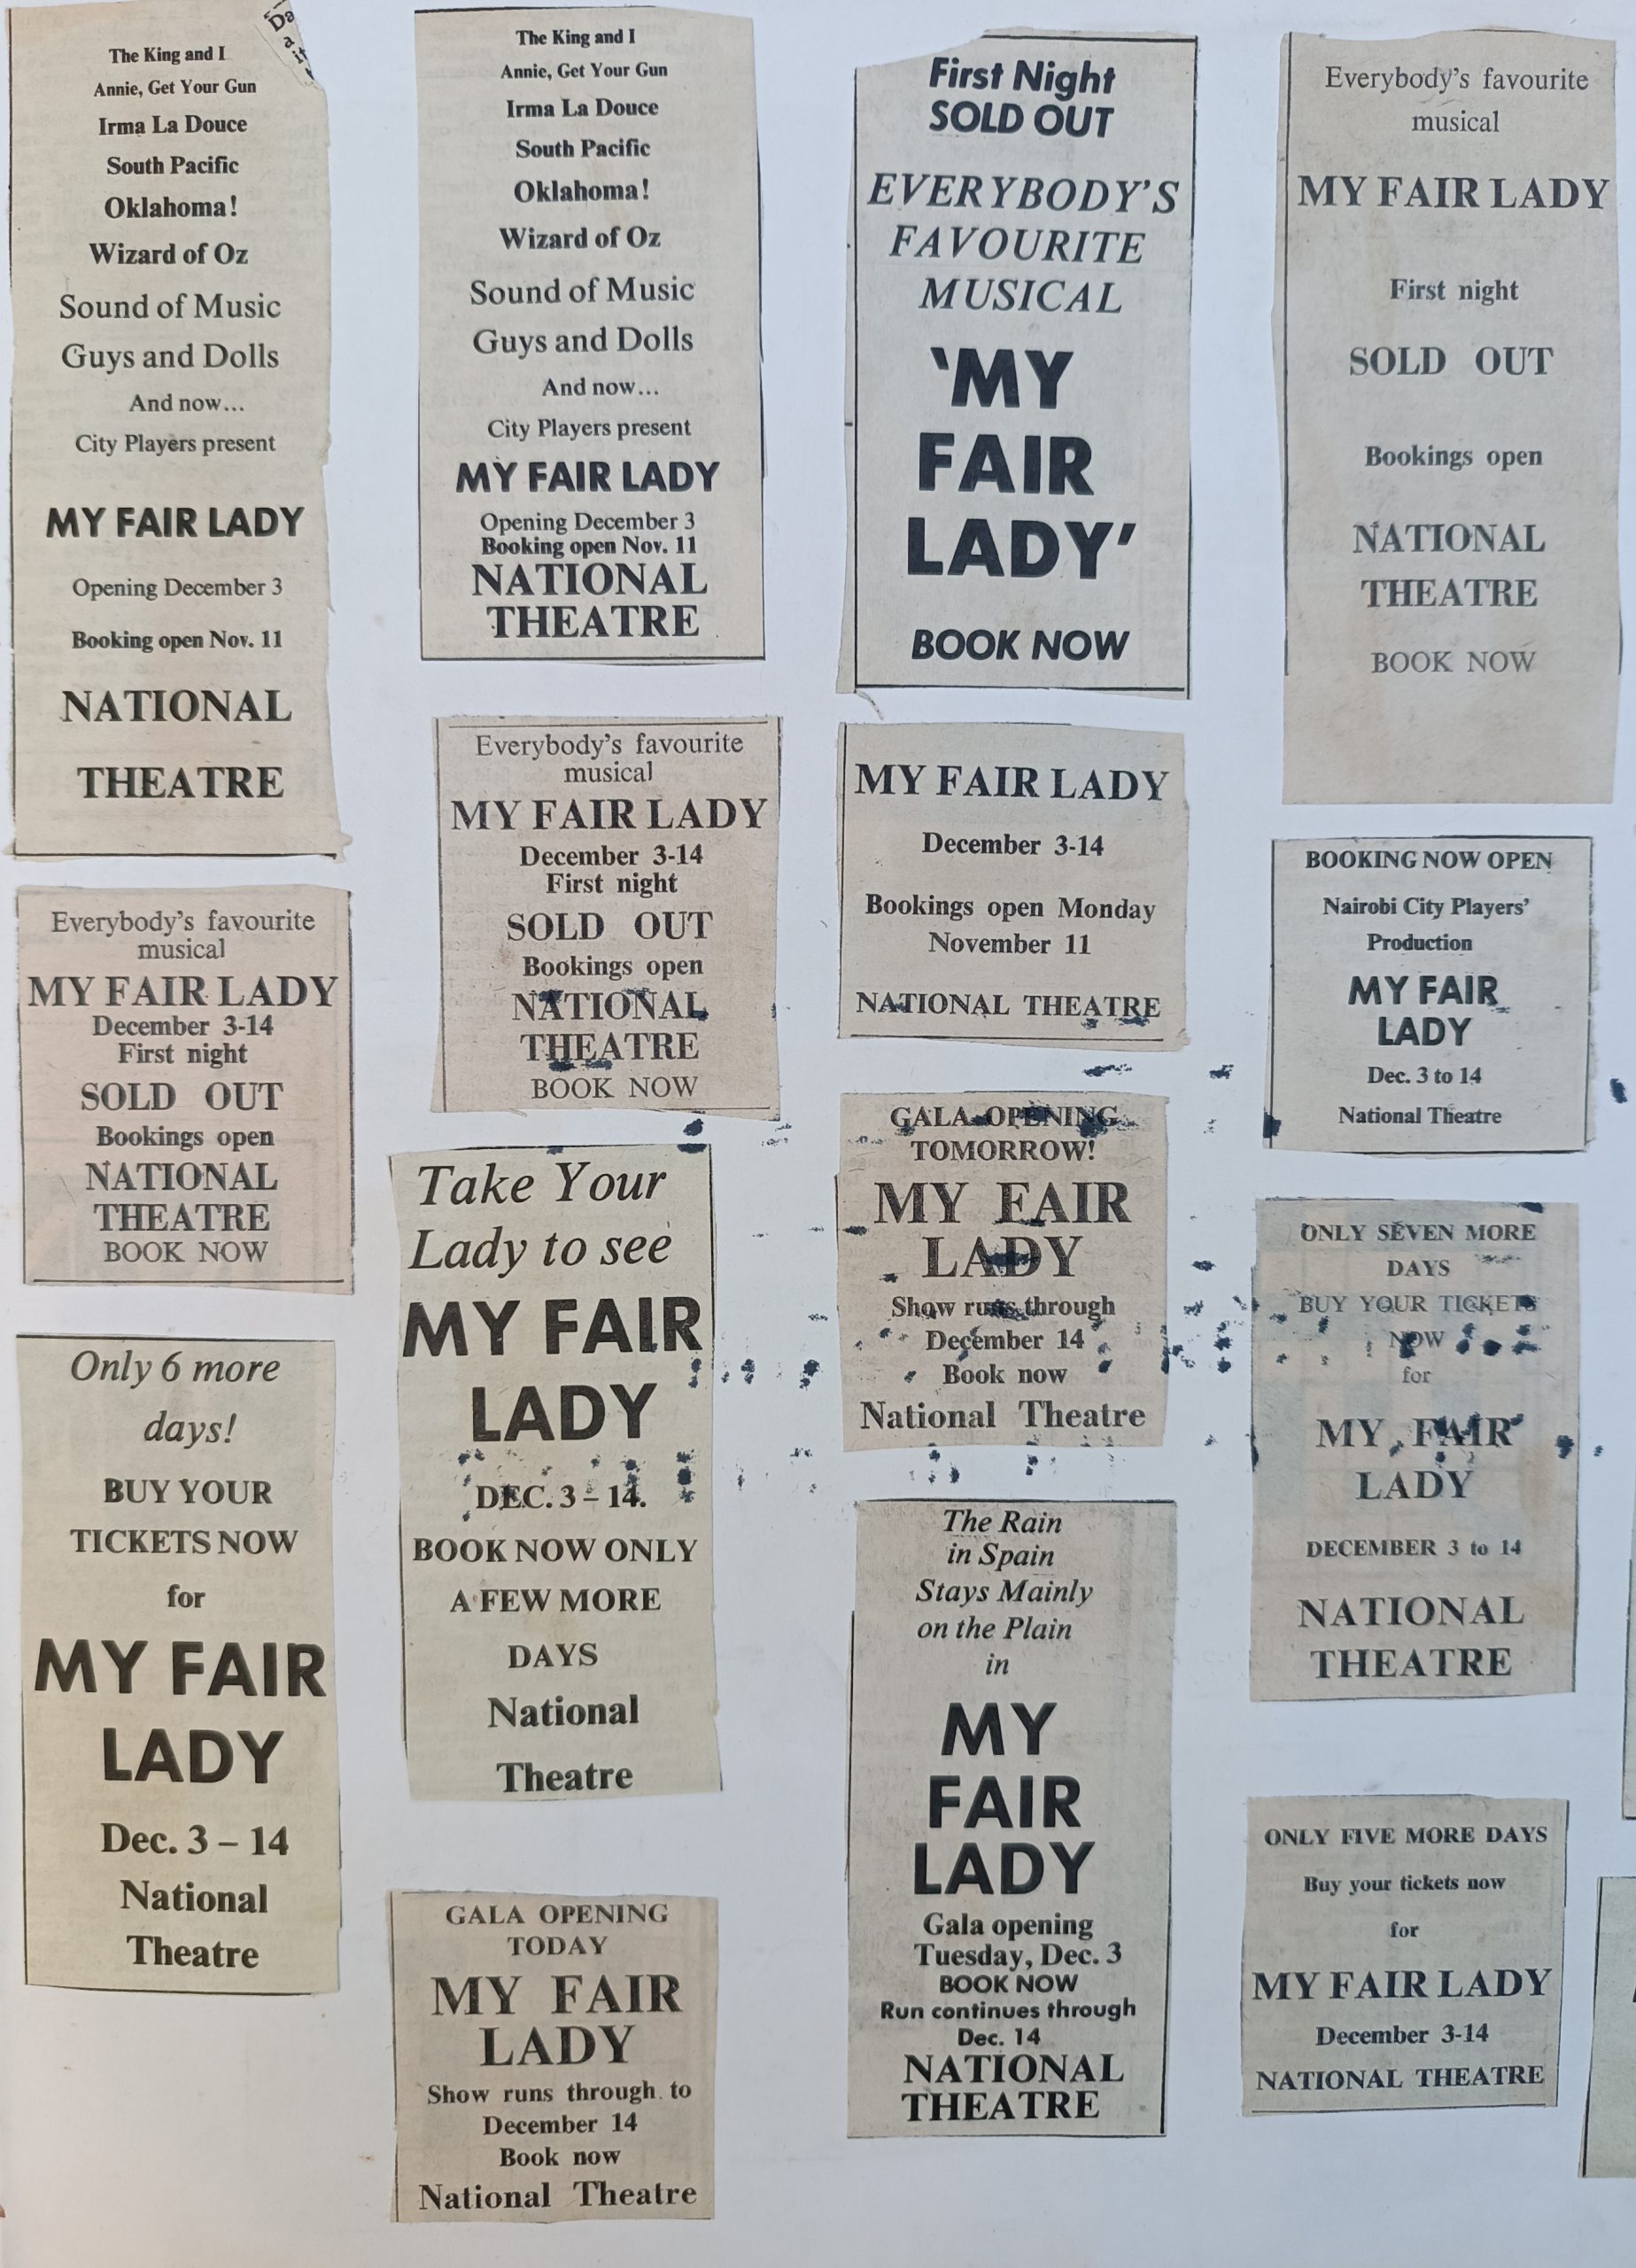 The King and I
Annie, Get Your Gun
Irma La Douce
South Pacific
Oklahoma!
Wizard of Oz
Sound of Music
Guys and Dolls
And now...
City Players present
MY FAIR LADY
Opening December 3
Booking open Nov. 11
NATIONAL
THEATRE
Everybody's favourite
musical
MY FAIR LADY
December 3-14
First night
SOLD OUT
Bookings open
NATIONAL
THEATRE
BOOK NOW
Only 6 more
days!
BUY YOUR
TICKETS NOW
for
MY FAIR
LADY
Dec. 3 – 14
National
Theatre
The King and I
Annie, Get Your Gun
Irma La Douce
South Pacific
Oklahoma!
Wizard of Oz
Sound of Music
Guys and Dolls
And now...
City Players present
MY FAIR LADY
Opening December 3
Booking open Nov. 11
NATIONAL
THEATRE
Everybody's favourite
musical
MY FAIR LADY
December 3-14
First night
SOLD OUT
Bookings open
NATIONAL
THEATRE
BOOK NOW
Take Your
Lady to see
MY FAIR
LADY
DEC. 3 – 14.
BOOK NOW ONLY
A FEW MORE
DAYS
National
Theatre
GALA OPENING
TODAY
MY FAIR
LADY
Show runs through to
December 14
Book now
National Theatre
First Night
SOLD OUT
EVERYBODY'S
FAVOURITE
MUSICAL
'MY
FAIR
LADY'
BOOK NOW
MY FAIR LADY
December 3-14
Bookings open Monday
November 11
NATIONAL THEATRE
GALA OPENING
TOMORROW!
MY FAIR
LADY
Show runs through
December 14
Book now
National Theatre
The Rain
in Spain
Stays Mainly
on the Plain
in
MY
FAIR
LADY
Gala opening
Tuesday, Dec. 3
BOOK NOW
Run continues through
Dec. 14
NATIONAL
THEATRE
Everybody's favourite
musical
MY FAIR LADY
First night
SOLD OUT
Bookings open
NATIONAL
THEATRE
BOOK NOW
BOOKING NOW OPEN
Nairobi City Players'
Production
MY FAIR
LADY
Dec. 3 to 14
National Theatre
ONLY SEVEN MORE
DAYS
BUY YOUR TICKETS
NOW
for
MY FAIR
LADY
DECEMBER 3 to 14
NATIONAL
THEATRE
ONLY FIVE MORE DAYS
Buy your tickets now
for
MY FAIR LADY
December 3-14
NATIONAL THEATRE